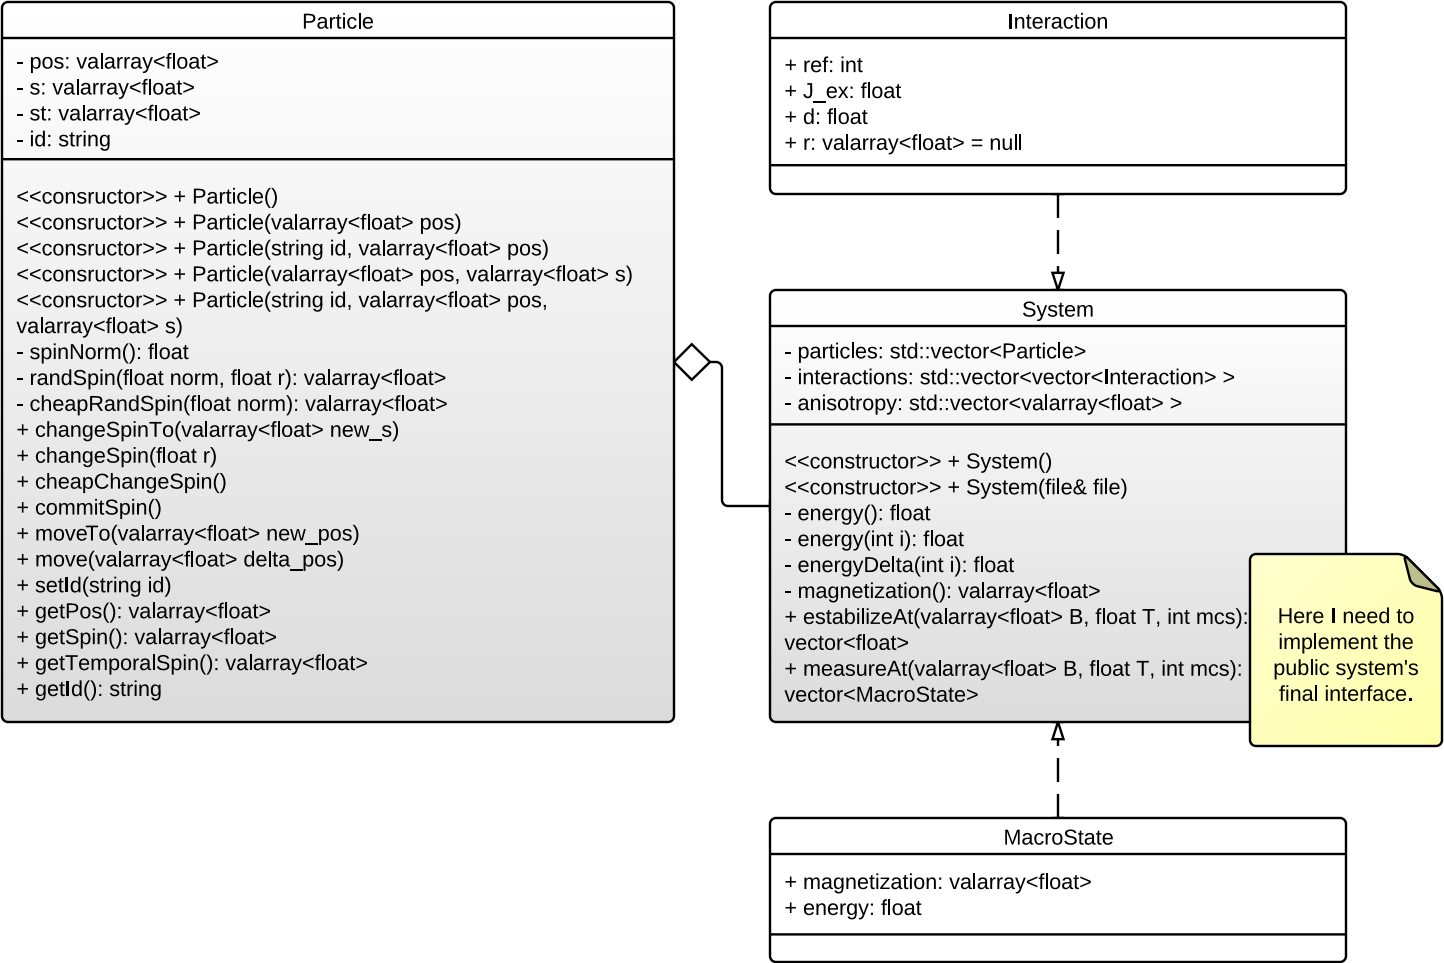 Particle
- pos: valarray<float>
- s: valarray<float>
- st: valarray<float>
- id: string
<<consructor>> + Particle()
<<consructor>> + Particle(valarray<float> pos)
<<consructor>> + Particle(string id, valarray<float> pos)
<<consructor>> + Particle(valarray<float> pos, valarray<float> s)
<<consructor>> + Particle(string id, valarray<float> pos,
valarray<float> s)
- spinNorm(): float
- randSpin(float norm, float r): valarray<float>
- cheapRandSpin(float norm): valarray<float>
+ changeSpinTo(valarray<float> new_s)
+ changeSpin(float r)
+ cheapChangeSpin()
+ commitSpin()
+ moveTo(valarray<float> new_pos)
+ move(valarray<float> delta_pos)
+ setId(string id)
+ getPos(): valarray<float>
+ getSpin(): valarray<float>
+ getTemporalSpin(): valarray<float>
+ getId(): string
Interaction
+ ref: int
+ J_ex: float
+ d: float
+ r: valarray<float> = null
System
- particles: std::vector<Particle>
- interactions: std::vector<vector<Interaction> >
- anisotropy: std::vector<valarray<float> >
<<constructor>> + System()
<<constructor>> + System(file& file)
- energy(): float
- energy(int i): float
- energyDelta(int i): float
- magnetization(): valarray<float>
+ estabilizeAt(valarray<float> B, float T, int mcs):
vector<float>
+ measureAt(valarray<float> B, float T, int mcs):
vector<MacroState>
Here I need to
implement the
public system's
final interface.
MacroState
+ magnetization: valarray<float>
+ energy: float